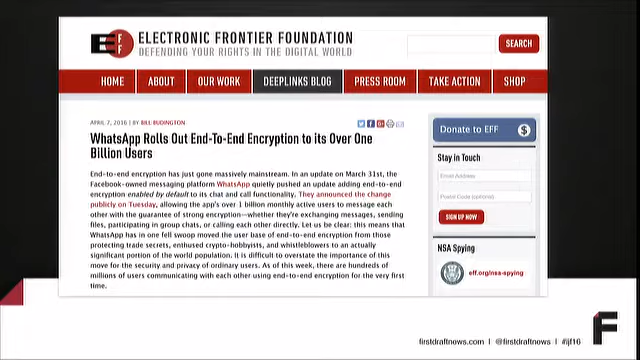 EFF
ELECTRONIC FRONTIER FOUNDATION
DEFENDING YOUR RIGHTS IN THE DIGITAL WORLD
SEARCH
HOME
ABOUT
OUR WORK
DEEPLINKS BLOG
PRESS ROOM
TAKE ACTION
SHOP
APRIL 7, 2016 | BY BILL BUDINGTON
WhatsApp Rolls Out End-To-End Encryption to its Over One
Billion Users
End-to-end encryption has just gone massively mainstream. In an update on March 31st, the
Facebook-owned messaging platform WhatsApp quietly pushed an update adding end-to-end
encryption enabled by default to its chat and call functionality. They announced the change
publicly on Tuesday, allowing the app's over 1 billion monthly active users to message each
other with the guarantee of strong encryption—whether they're exchanging messages, sending
files, participating in group chats, or calling each other directly. Let us be clear: this means that
WhatsApp has in one fell swoop moved the user base of end-to-end encryption from those
protecting trade secrets, enthused crypto-hobbyists, and whistleblowers to an actually
significant portion of the world population. It is difficult to overstate the importance of this
move for the security and privacy of ordinary users. As of this week, there are hundreds of
millions of users communicating with each other using end-to-end encryption for the very first
time.
Donate to EFF $
Stay in Touch
Email Address
Postal Code (optional)
SIGN UP NOW
NSA Spying
eff.org/nsa-spying
firstdraftnews.com | @firstdraftnews | #ijf16
F